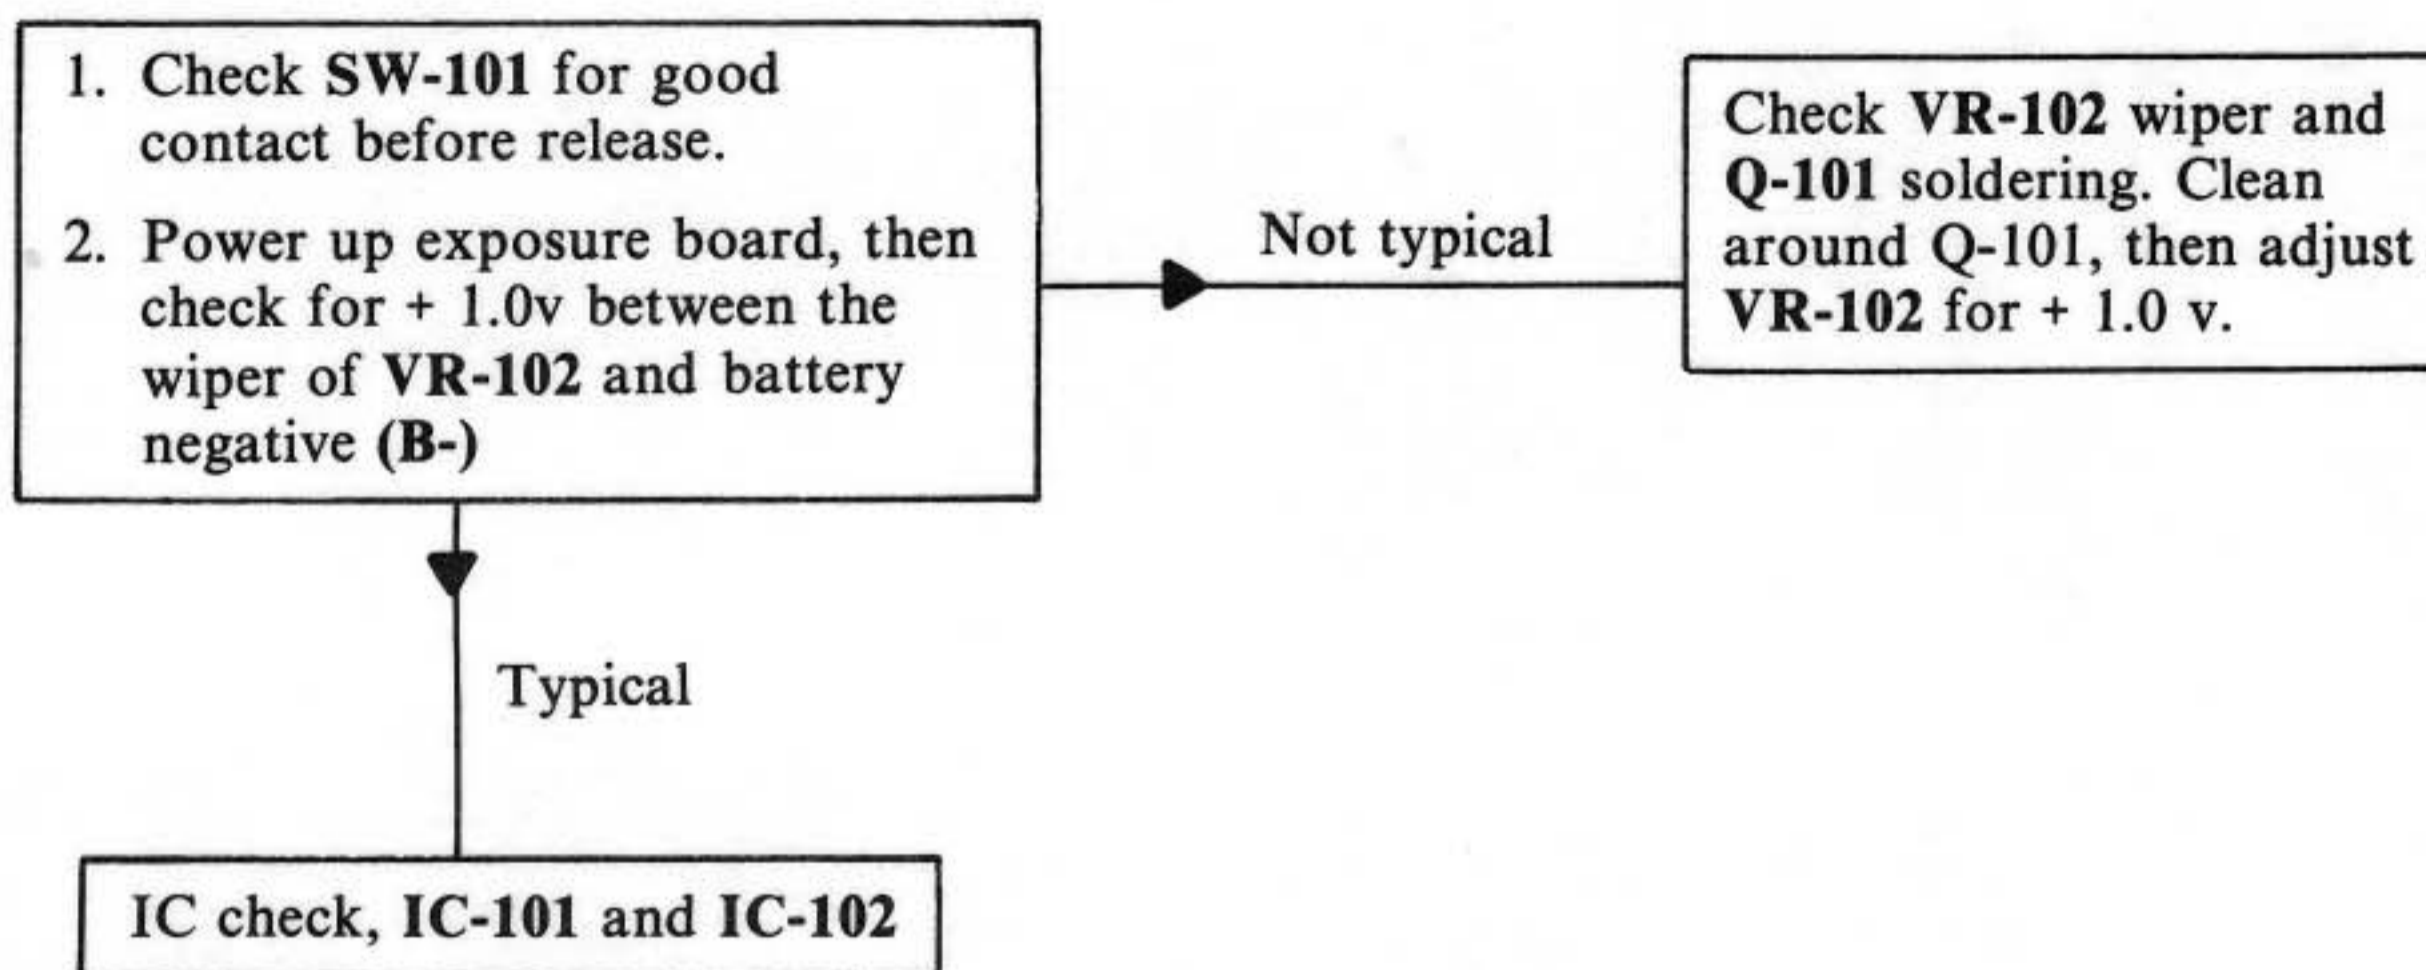 1. Check SW-101 for good
contact before release.
2. Power up exposure board, then
check for + 1.0v between the
wiper of VR-102 and battery
negative (B-)
Not typical
Check VR-102 wiper and
Q-101 soldering. Clean
around Q-101, then adjust
VR-102 for + 1.0 v.
Typical
IC check, IC-101 and IC-102